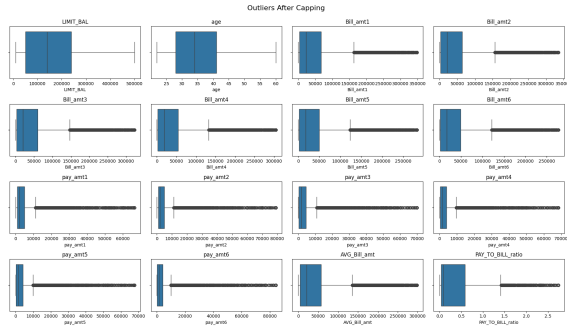 Outliers After Capping
LIMIT_BAL age Bill_amt1 Bill_amt2
0 100000 200000 300000 400000 500000 25 30 35 40 45 50 55 60 0 50000 100000 150000 200000 250000 300000 350000 0 50000 100000 150000 200000 250000 300000 350000
LIMIT_BAL age Bill_amt1 Bill_amt2
Bill_amt3 Bill_amt4 Bill_amt5 Bill_amt6
0 50000 100000 150000 200000 250000 300000 0 50000 100000 150000 200000 250000 300000 0 50000 100000 150000 200000 250000 0 50000 100000 150000 200000 250000
Bill_amt3 Bill_amt4 Bill_amt5 Bill_amt6
pay_amt1 pay_amt2 pay_amt3 pay_amt4
0 10000 20000 30000 40000 50000 60000 0 10000 20000 30000 40000 50000 60000 70000 80000 0 10000 20000 30000 40000 50000 60000 70000 0 10000 20000 30000 40000 50000 60000 70000
pay_amt1 pay_amt2 pay_amt3 pay_amt4
pay_amt5 pay_amt6 AVG_Bill_amt PAY_TO_BILL_ratio
0 10000 20000 30000 40000 50000 60000 70000 0 20000 40000 60000 80000 0 50000 100000 150000 200000 250000 300000 0.0 0.5 1.0 1.5 2.0 2.5
pay_amt5 pay_amt6 AVG_Bill_amt PAY_TO_BILL_ratio